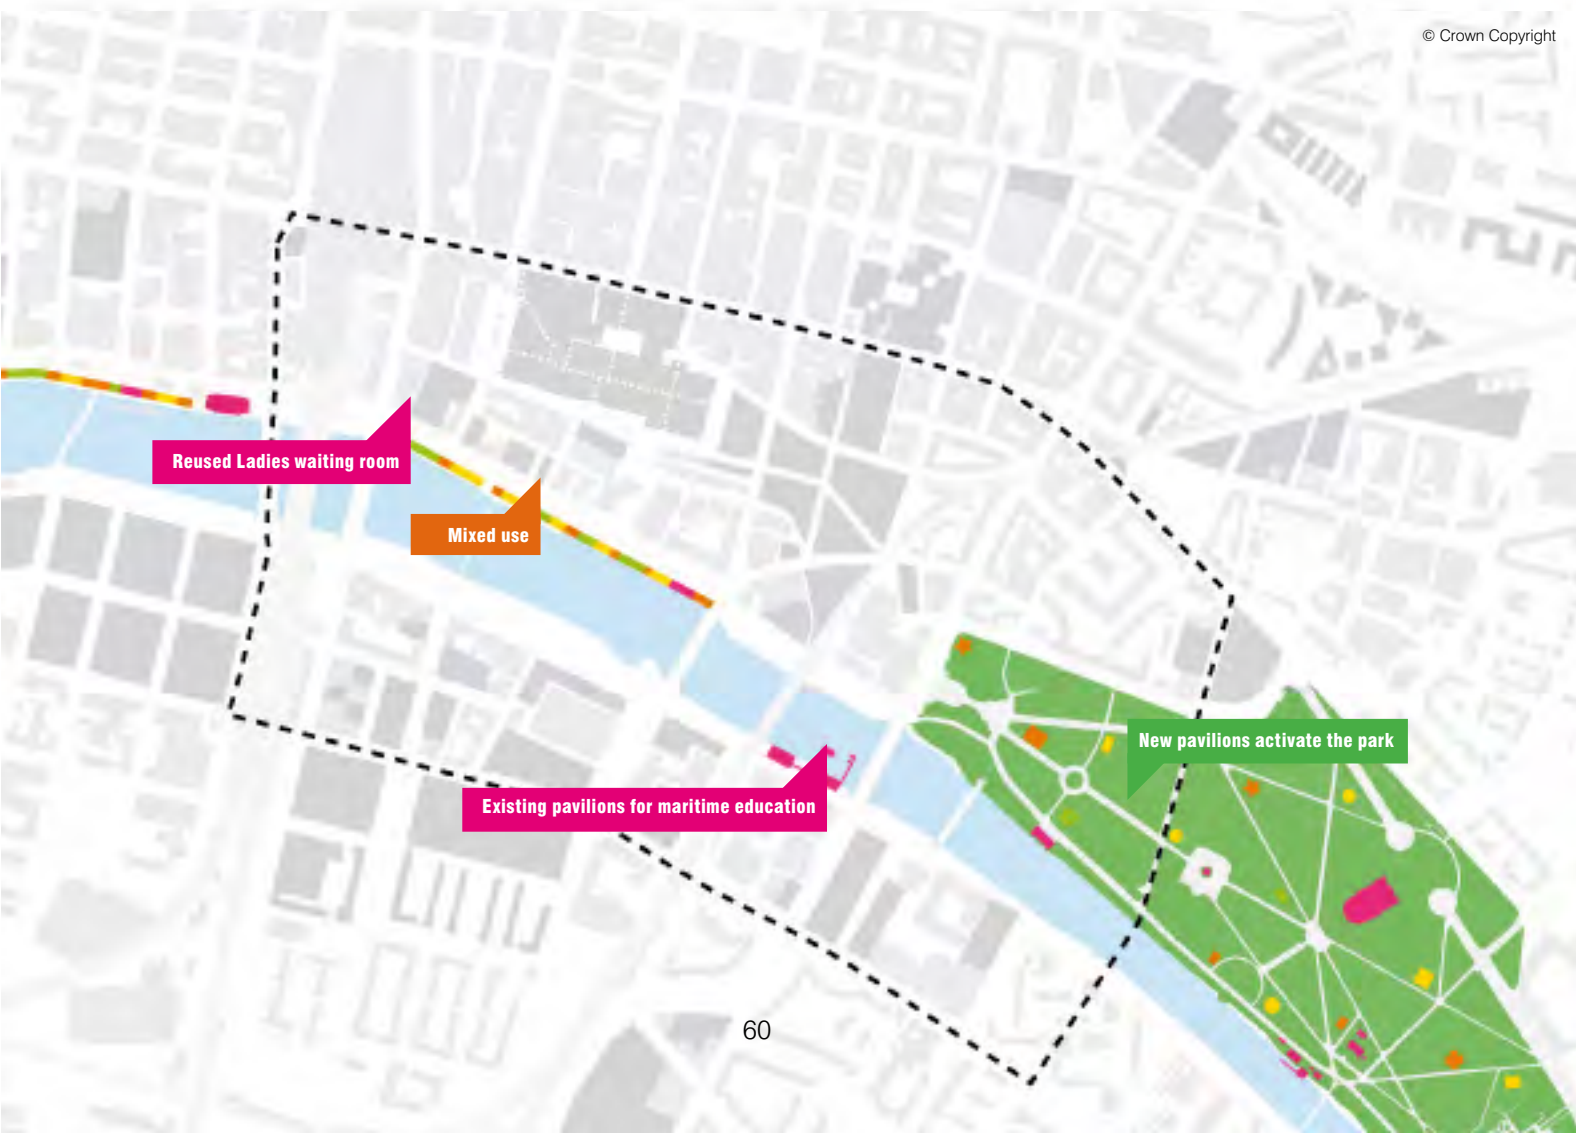 © Crown Copyright
Reused Ladies waiting room
Mixed use
New pavilions activate the park
Existing pavilions for maritime education
60